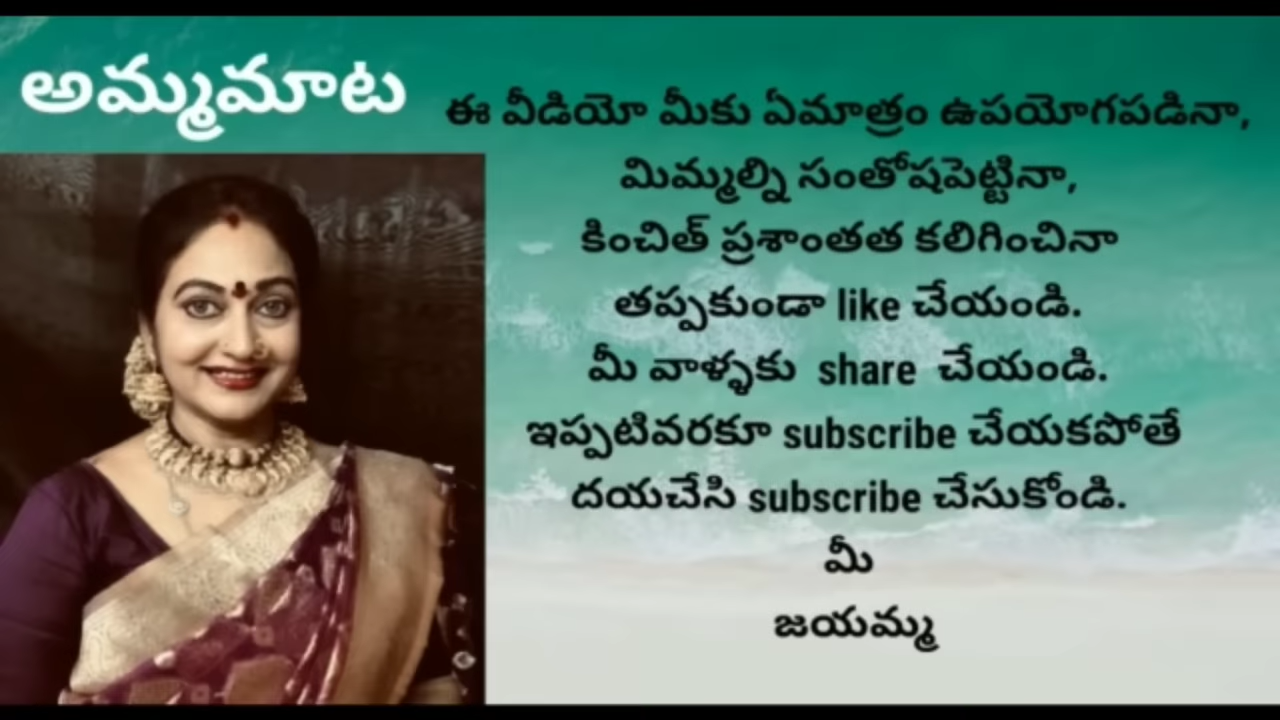 అమ్మమాట
ఈ వీడియో మీకు ఏమాత్రం ఉపయోగపడినా,
మిమ్మల్ని సంతోషపెట్టినా,
కించిత్ ప్రశాంతత కలిగించినా
తప్పకుండా like చేయండి.
మీ వాళ్ళకు share చేయండి.
ఇప్పటివరకూ subscribe చేయకపోతే
దయచేసి subscribe చేసుకోండి.
మీ
జయమ్మ